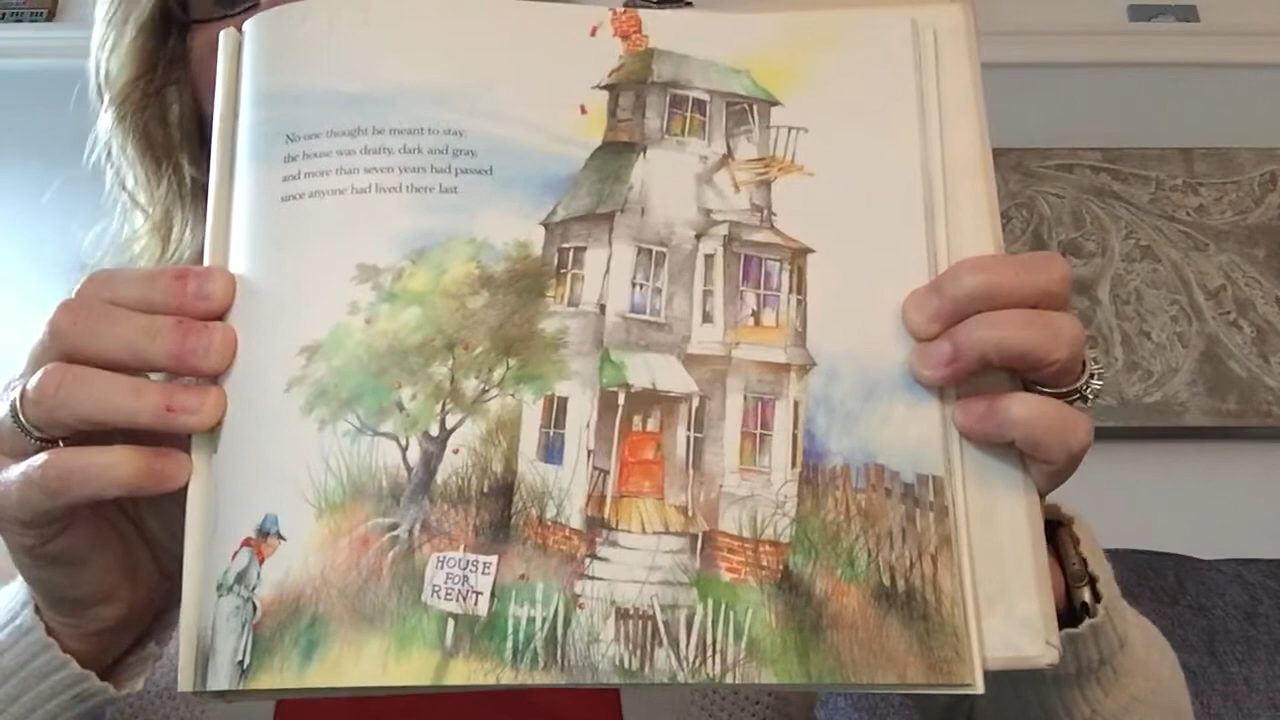 No one thought he meant to stay,
the house was drafty, dark and gray,
and more than seven years had passed
since anyone had lived there last.
HOUSE
FOR
RENT